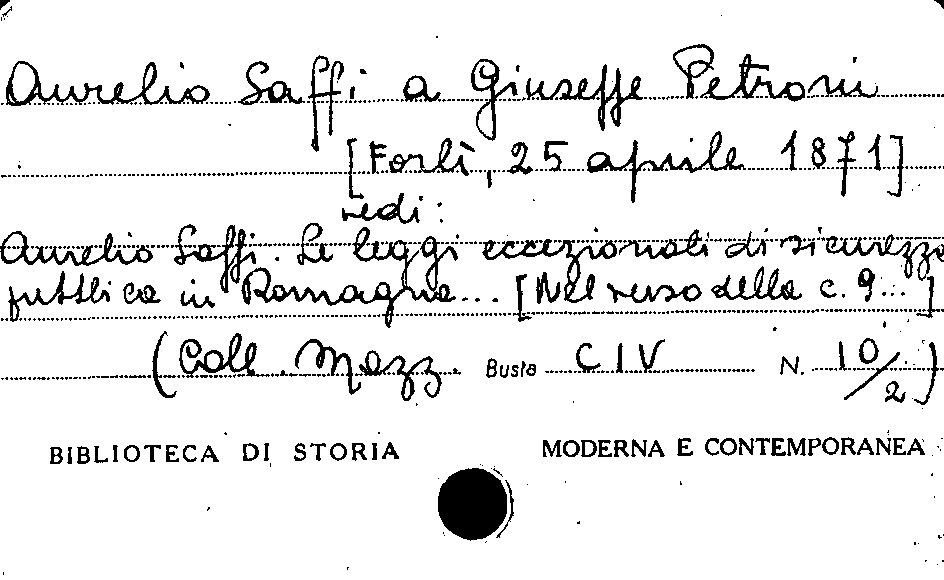 Aurelio Saffi a Giuseppe Petroni
[Forlì, 25 aprile 1871]
vedi:
Aurelio Saffi. Le leggi eccezionali di sicurezza
pubblica in Romagna... [Nel verso della c. 9...]
(Coll. Mazz. Busta CIV N. 10/2)
BIBLIOTECA DI STORIA MODERNA E CONTEMPORANEA